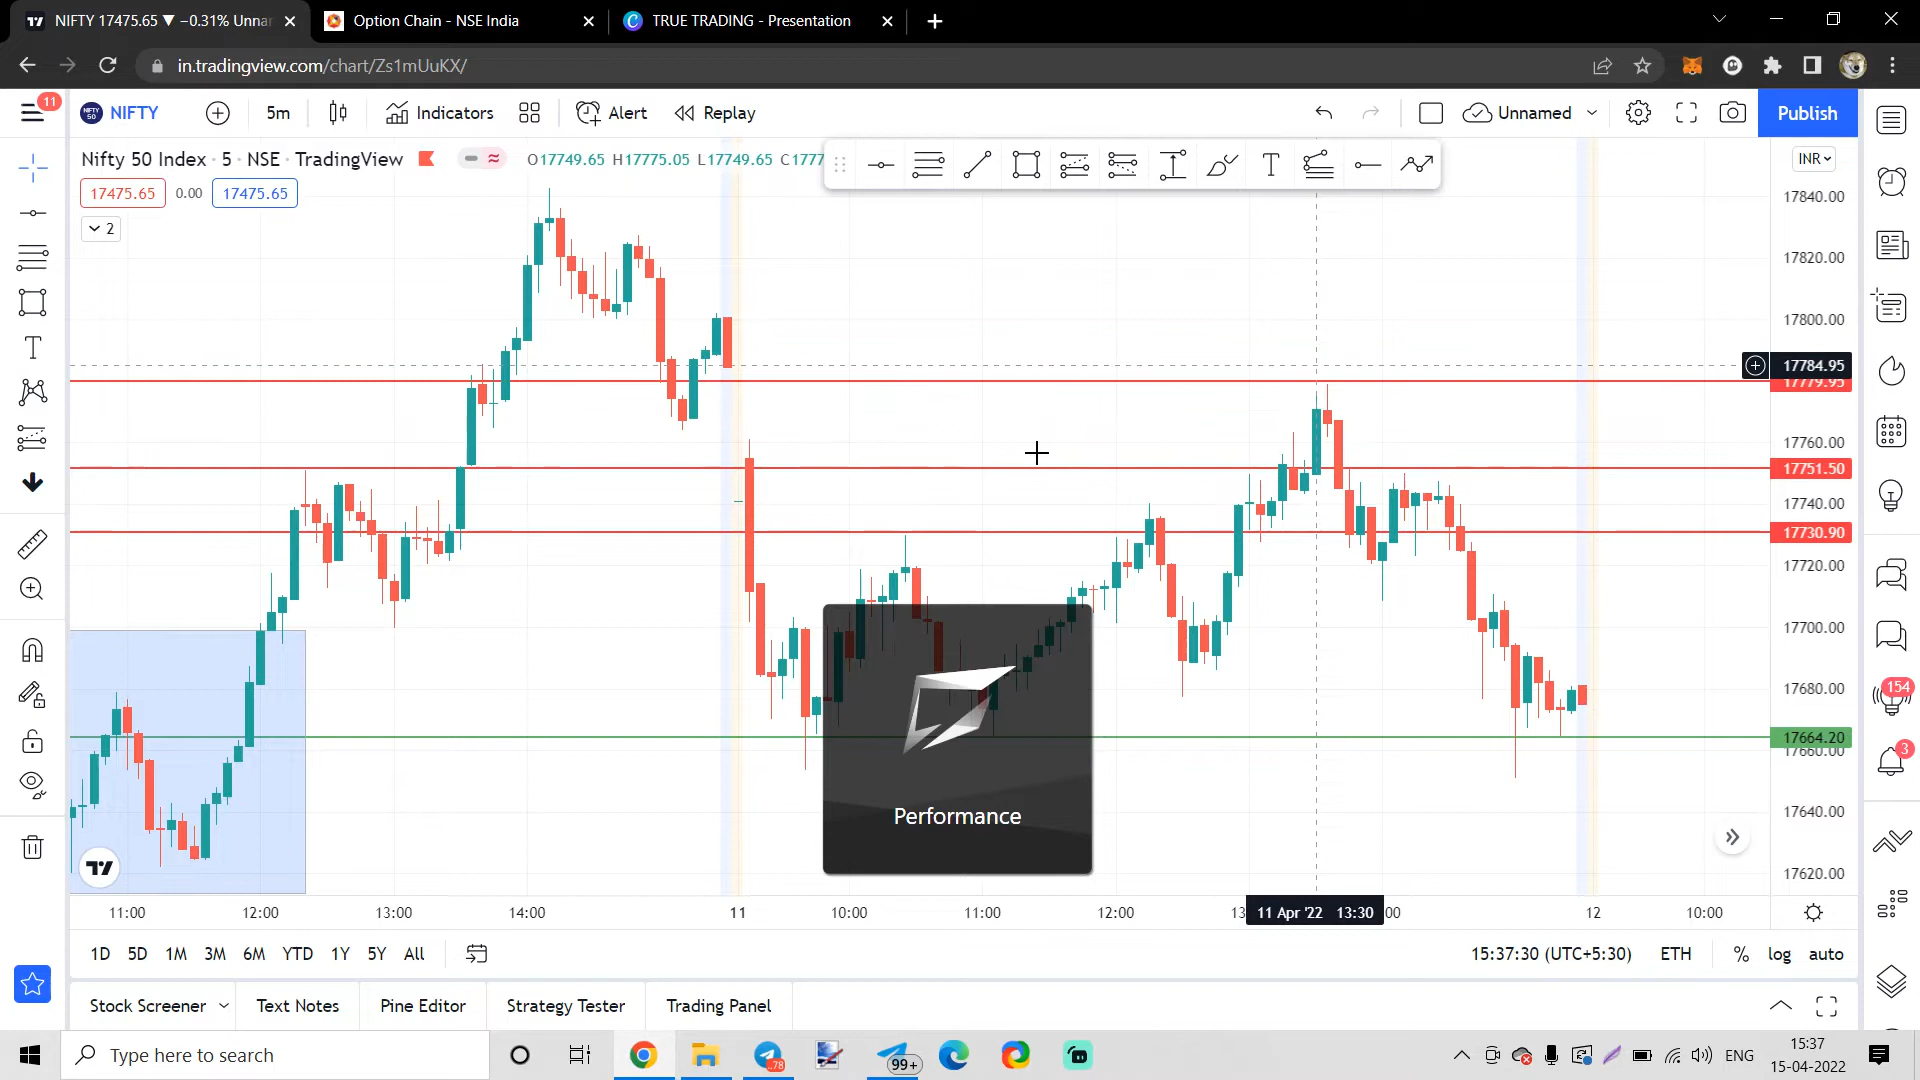 NIFTY 17475.65 ▼ −0.31% Unnar
Option Chain - NSE India
TRUE TRADING - Presentation
in.tradingview.com/chart/Zs1mUuKX/
11
NIFTY
5m
Indicators
Alert
Replay
Unnamed
Publish
Nifty 50 Index · 5 · NSE · TradingView
O17749.65 H17775.05 L17749.65 C1777
INR
17475.65
0.00
17475.65
2
17840.00
17820.00
17800.00
17784.95
17779.95
17760.00
17751.50
17740.00
17730.90
17720.00
17700.00
17680.00
17664.20
17660.00
17640.00
17620.00
154
3
Performance
11:00
12:00
13:00
14:00
11
10:00
11:00
12:00
13
11 Apr '22 13:30
:00
12
10:00
1D
5D
1M
3M
6M
YTD
1Y
5Y
All
15:37:30 (UTC+5:30)
ETH
%
log
auto
Stock Screener
Text Notes
Pine Editor
Strategy Tester
Trading Panel
Type here to search
99+
ENG
15:37
15-04-2022